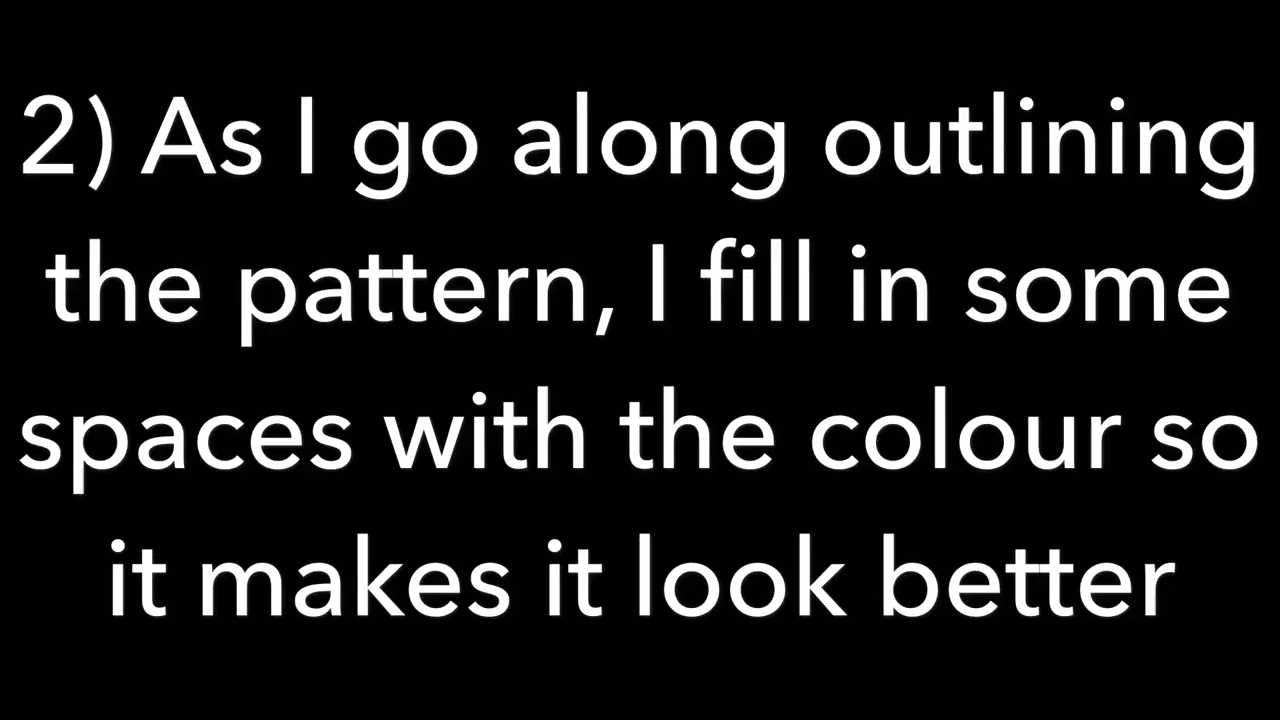 2) As I go along outlining
the pattern, I fill in some
spaces with the colour so
it makes it look better